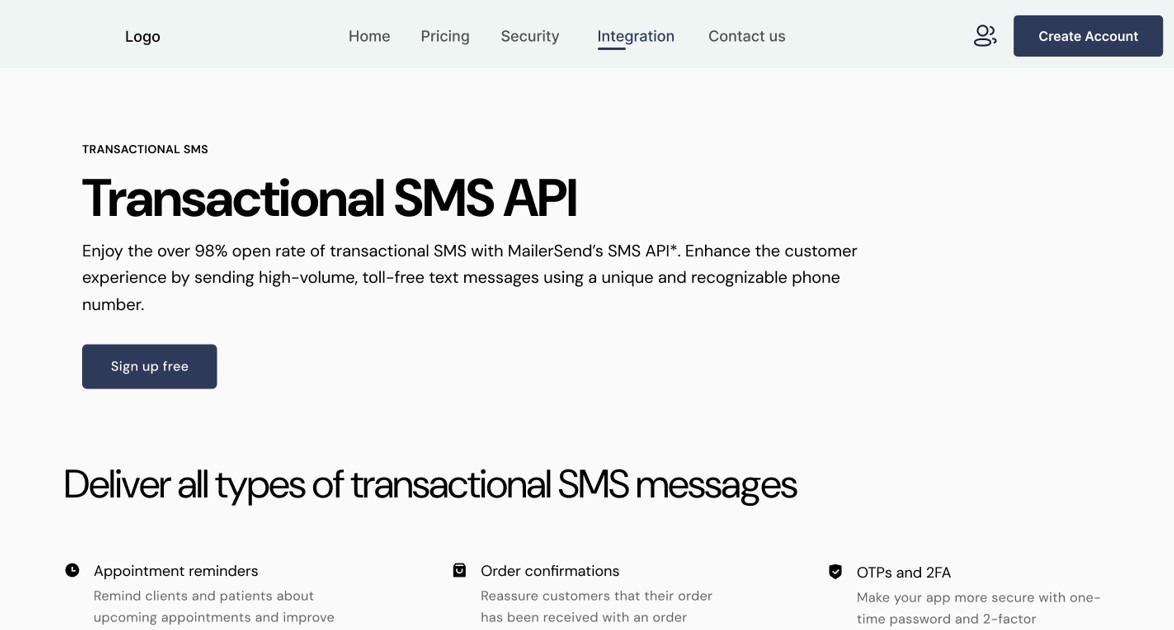 Logo
Home Pricing Security Integration Contact us
Create Account
TRANSACTIONAL SMS
Transactional SMS API
Enjoy the over 98% open rate of transactional SMS with MailerSend’s SMS API*. Enhance the customer
experience by sending high-volume, toll-free text messages using a unique and recognizable phone
number.
Sign up free
Deliver all types of transactional SMS messages
Appointment reminders
Remind clients and patients about
upcoming appointments and improve
Order confirmations
Reassure customers that their order
has been received with an order
OTPs and 2FA
Make your app more secure with one-
time password and 2-factor